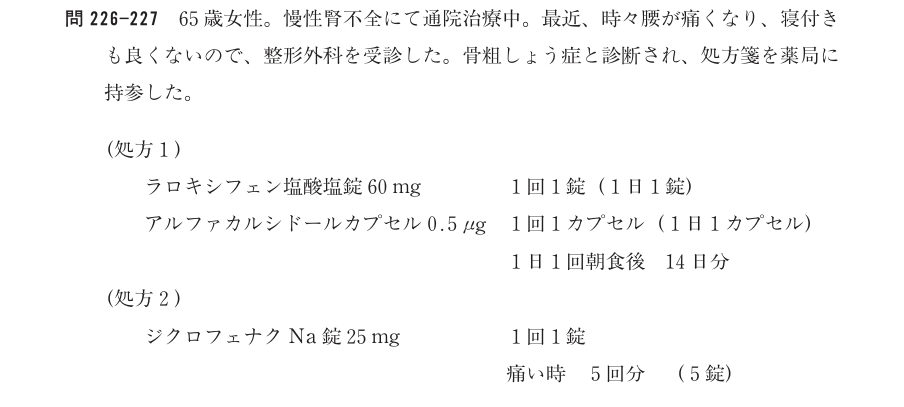 問 226-227　65 歳女性。慢性腎不全にて通院治療中。最近、時々腰が痛くなり、寝付き
も良くないので、整形外科を受診した。骨粗しょう症と診断され、処方箋を薬局に
持参した。
(処方 1 )
ラロキシフェン塩酸塩錠 60 mg　1 回 1 錠（1 日 1 錠)
アルファカルシドールカプセル 0.5 μg　1 回 1 カプセル（1 日 1 カプセル)
1 日 1 回朝食後　14 日分
(処方 2 )
ジクロフェナク Na 錠 25 mg　1 回 1 錠
痛い時　5 回分　( 5 錠)